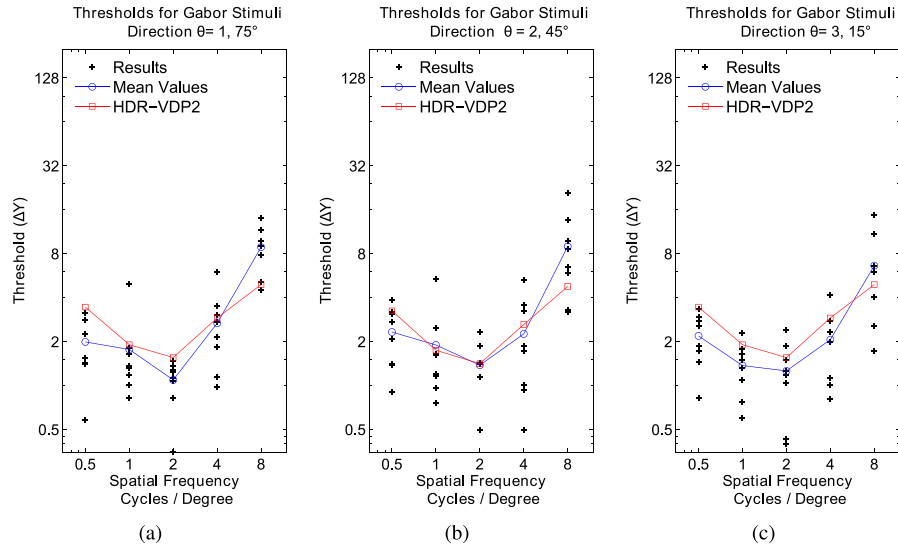 Thresholds for Gabor Stimuli
Direction θ= 1, 75°
Results
Mean Values
HDR−VDP2
128
32
8
2
0.5
Threshold (ΔY)
0.5 1 2 4 8
Spatial Frequency
Cycles / Degree
(a)
Thresholds for Gabor Stimuli
Direction θ = 2, 45°
Results
Mean Values
HDR−VDP2
128
32
8
2
0.5
Threshold (ΔY)
0.5 1 2 4 8
Spatial Frequency
Cycles / Degree
(b)
Thresholds for Gabor Stimuli
Direction θ= 3, 15°
Results
Mean Values
HDR−VDP2
128
32
8
2
0.5
Threshold (ΔY)
0.5 1 2 4 8
Spatial Frequency
Cycles / Degree
(c)